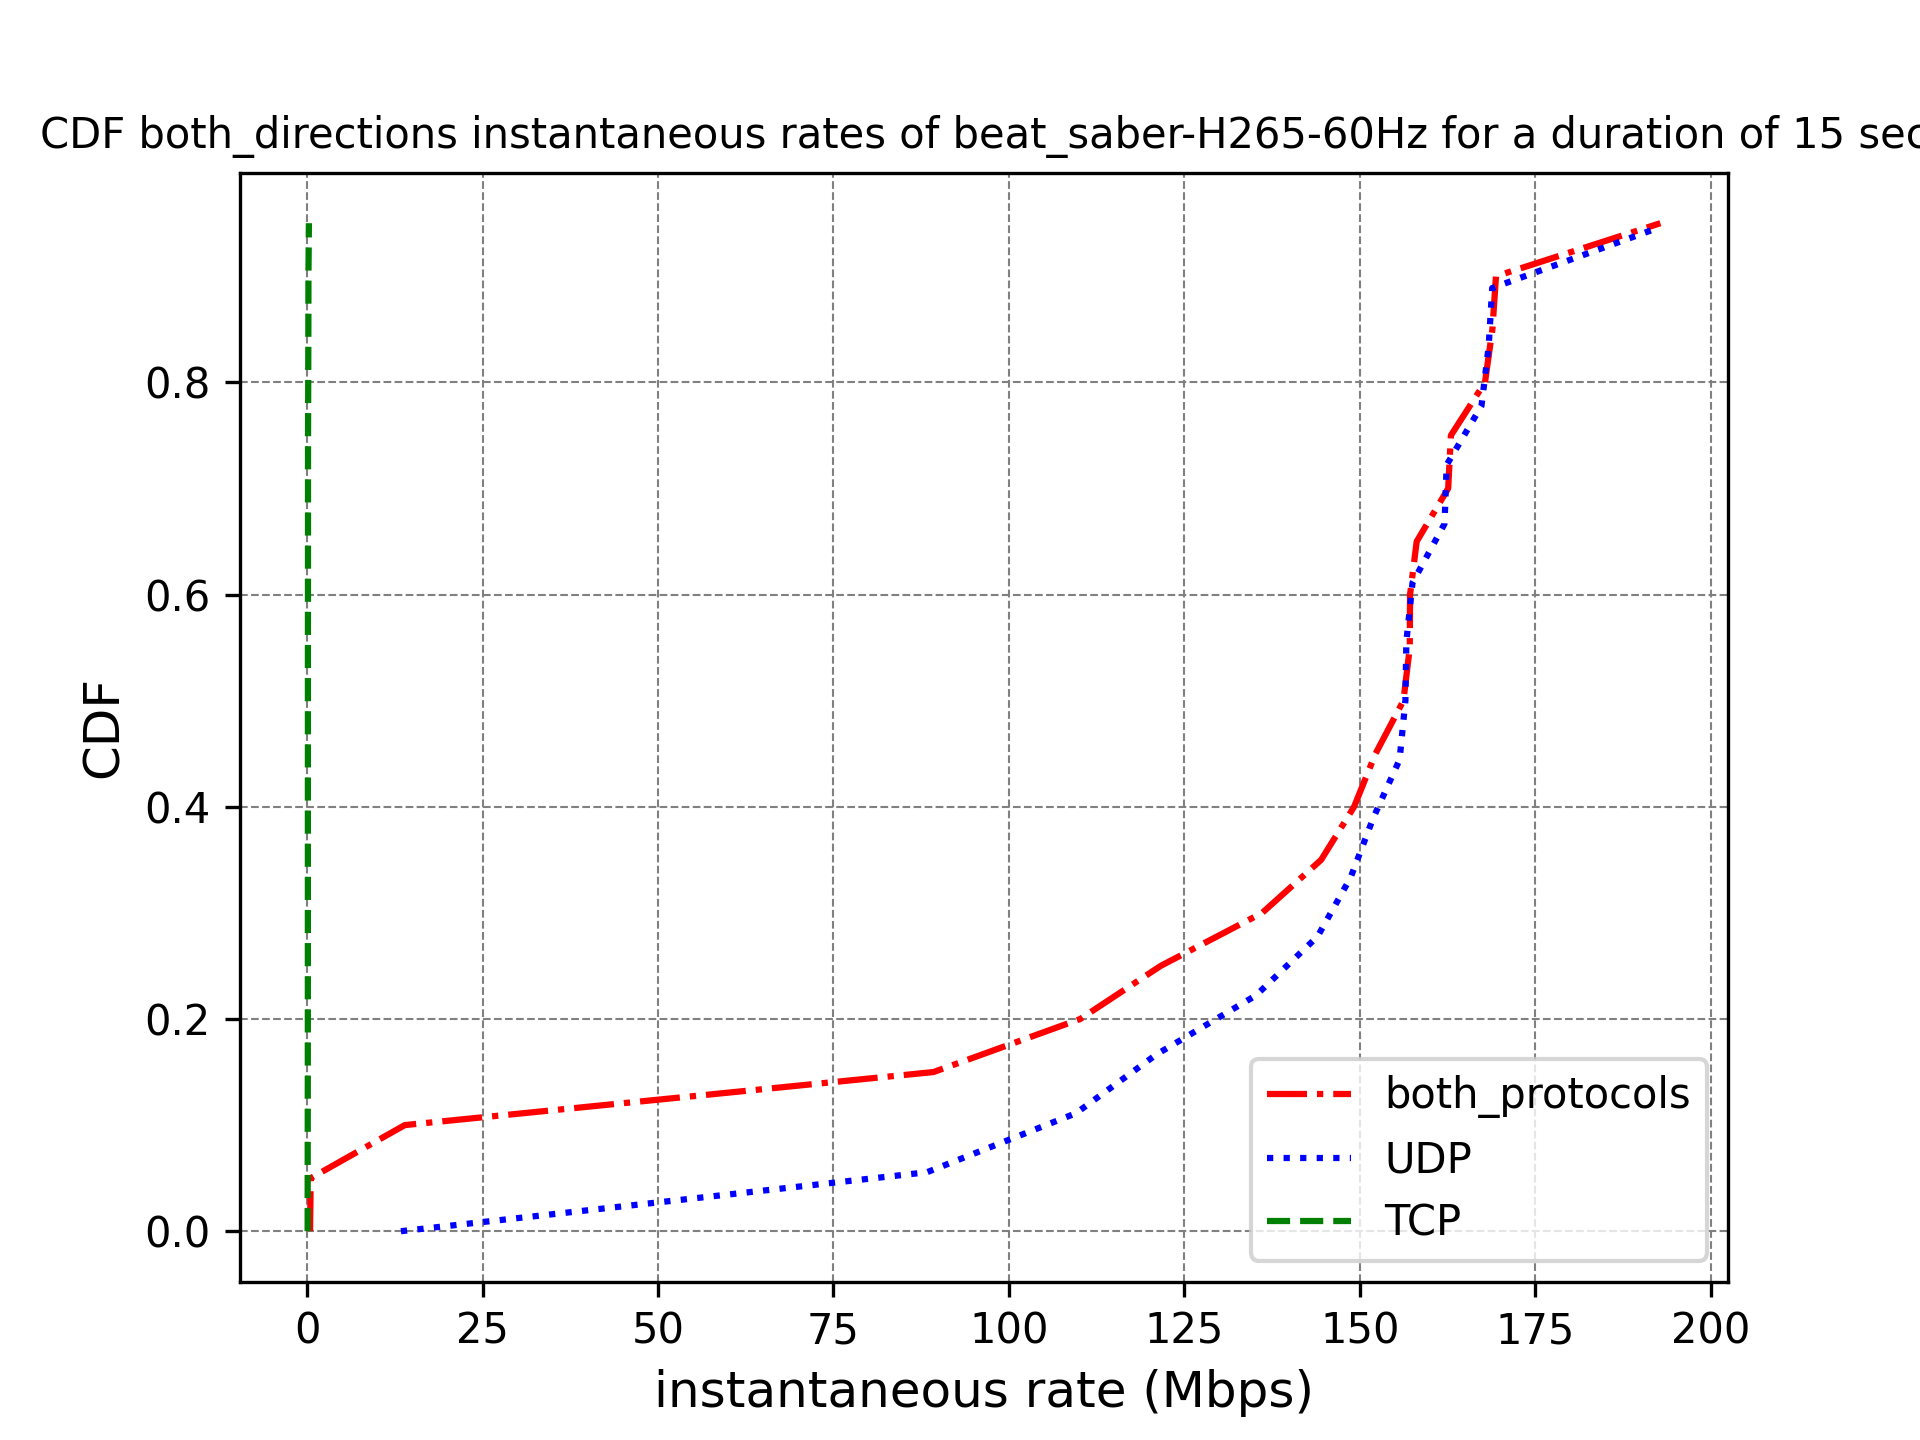 CDF both_directions instantaneous rates of beat_saber-H265-60Hz for a duration of 15 sec
0.8
0.6
0.4
0.2
0.0
CDF
both_protocols
UDP
TCP
0 25 50 75 100 125 150 175 200
instantaneous rate (Mbps)